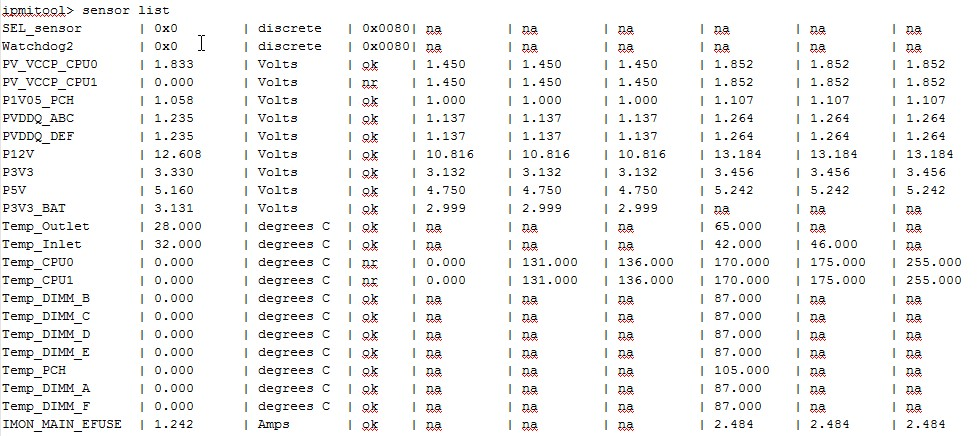 ipmitool> sensor list
SEL_sensor | 0x0 | discrete | 0x0080| na | na | na | na | na | na
Watchdog2 | 0x0 | discrete | 0x0080| na | na | na | na | na | na
PV_VCCP_CPU0 | 1.833 | Volts | ok | 1.450 | 1.450 | 1.450 | 1.852 | 1.852 | 1.852
PV_VCCP_CPU1 | 0.000 | Volts | nr | 1.450 | 1.450 | 1.450 | 1.852 | 1.852 | 1.852
P1V05_PCH | 1.058 | Volts | ok | 1.000 | 1.000 | 1.000 | 1.107 | 1.107 | 1.107
PVDDQ_ABC | 1.235 | Volts | ok | 1.137 | 1.137 | 1.137 | 1.264 | 1.264 | 1.264
PVDDQ_DEF | 1.235 | Volts | ok | 1.137 | 1.137 | 1.137 | 1.264 | 1.264 | 1.264
P12V | 12.608 | Volts | ok | 10.816 | 10.816 | 10.816 | 13.184 | 13.184 | 13.184
P3V3 | 3.330 | Volts | ok | 3.132 | 3.132 | 3.132 | 3.456 | 3.456 | 3.456
P5V | 5.160 | Volts | ok | 4.750 | 4.750 | 4.750 | 5.242 | 5.242 | 5.242
P3V3_BAT | 3.131 | Volts | ok | 2.999 | 2.999 | 2.999 | na | na | na
Temp_Outlet | 28.000 | degrees C | ok | na | na | na | 65.000 | na | na
Temp_Inlet | 32.000 | degrees C | ok | na | na | na | 42.000 | 46.000 | na
Temp_CPU0 | 0.000 | degrees C | nr | 0.000 | 131.000 | 136.000 | 170.000 | 175.000 | 255.000
Temp_CPU1 | 0.000 | degrees C | nr | 0.000 | 131.000 | 136.000 | 170.000 | 175.000 | 255.000
Temp_DIMM_B | 0.000 | degrees C | ok | na | na | na | 87.000 | na | na
Temp_DIMM_C | 0.000 | degrees C | ok | na | na | na | 87.000 | na | na
Temp_DIMM_D | 0.000 | degrees C | ok | na | na | na | 87.000 | na | na
Temp_DIMM_E | 0.000 | degrees C | ok | na | na | na | 87.000 | na | na
Temp_PCH | 0.000 | degrees C | ok | na | na | na | 105.000 | na | na
Temp_DIMM_A | 0.000 | degrees C | ok | na | na | na | 87.000 | na | na
Temp_DIMM_F | 0.000 | degrees C | ok | na | na | na | 87.000 | na | na
IMON_MAIN_EFUSE | 1.242 | Amps | ok | na | na | na | 2.484 | 2.484 | 2.484